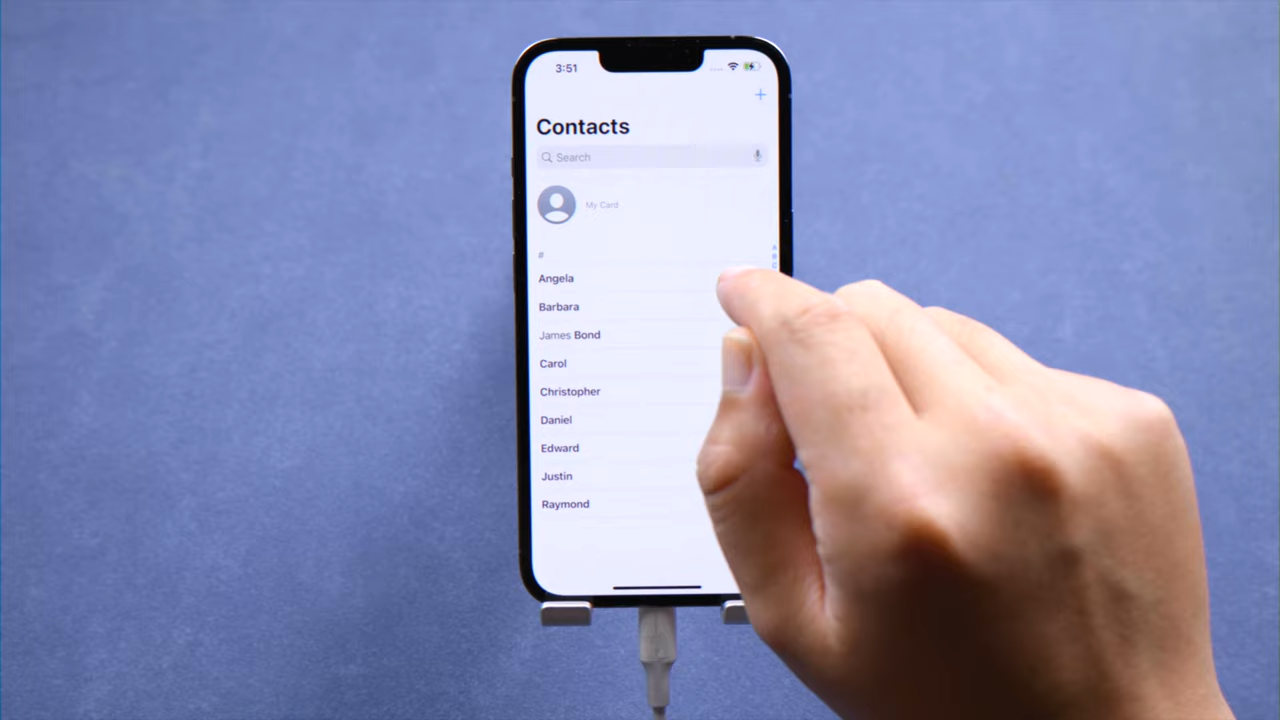 3:51
+
Contacts
Search
My Card
#
Angela
Barbara
James Bond
Carol
Christopher
Daniel
Edward
Justin
Raymond